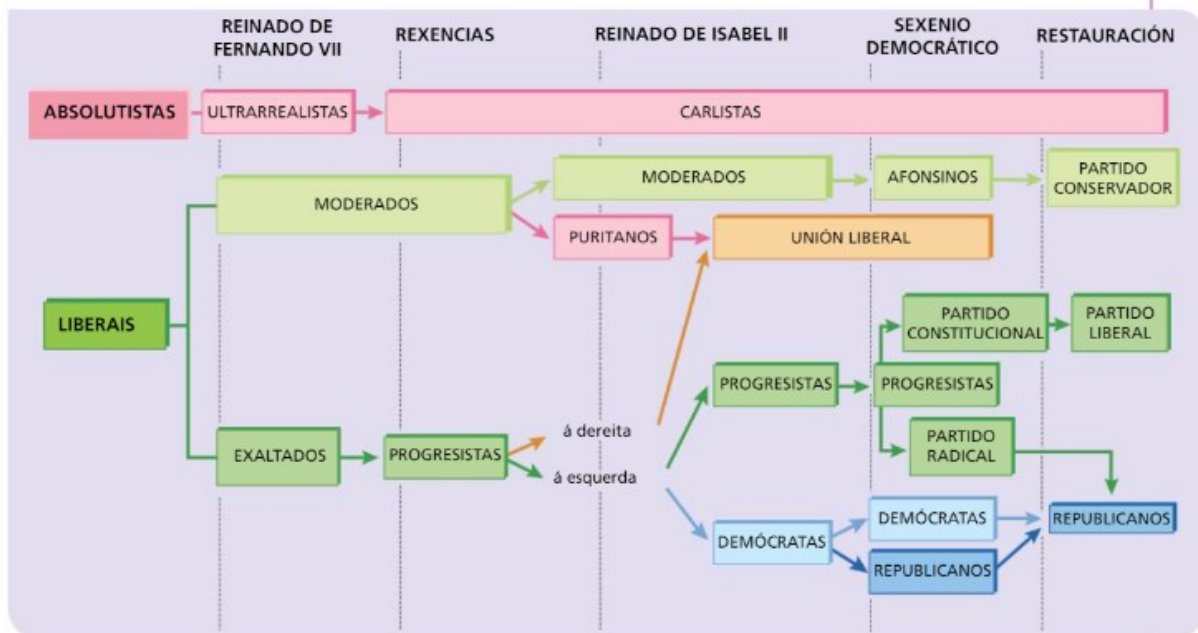 REINADO DE
FERNANDO VII
REXENCIAS
REINADO DE ISABEL II
SEXENIO
DEMOCRÁTICO
RESTAURACIÓN
ABSOLUTISTAS
ULTRARREALISTAS
CARLISTAS
MODERADOS
MODERADOS
AFONSINOS
PARTIDO
CONSERVADOR
PURITANOS
UNIÓN LIBERAL
LIBERAIS
PARTIDO
CONSTITUCIONAL
PARTIDO
LIBERAL
PROGRESISTAS
PROGRESISTAS
EXALTADOS
PROGRESISTAS
á dereita
á esquerda
PARTIDO
RADICAL
DEMÓCRATAS
DEMÓCRATAS
REPUBLICANOS
REPUBLICANOS